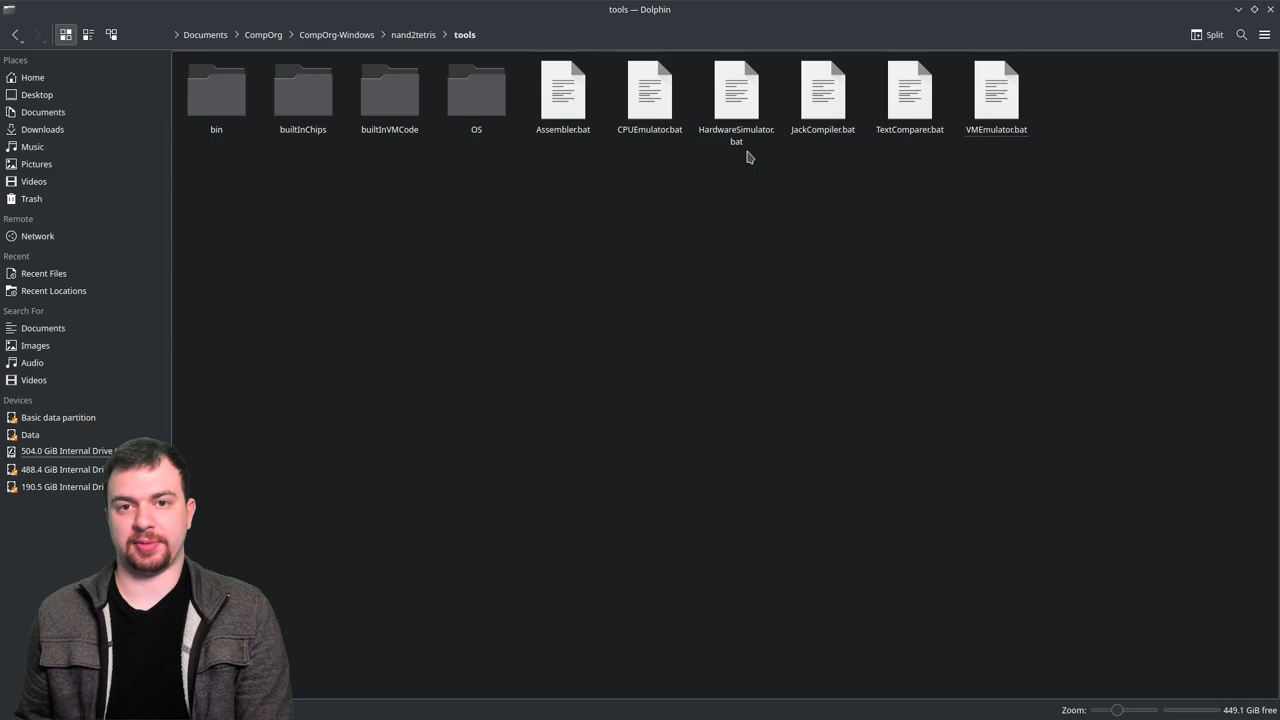 tools — Dolphin
Documents
CompOrg
CompOrg-Windows
nand2tetris
tools
Split
Places
Home
Desktop
Documents
Downloads
Music
Pictures
Videos
Trash
Remote
Network
Recent
Recent Files
Recent Locations
Search For
Documents
Images
Audio
Videos
Devices
Basic data partition
Data
504.0 GiB Internal Drive
488.4 GiB Internal Dri
190.5 GiB Internal Dri
bin
builtInChips
builtInVMCode
OS
Assembler.bat
CPUEmulator.bat
HardwareSimulator.
bat
JackCompiler.bat
TextComparer.bat
VMEmulator.bat
Zoom:
449.1 GiB free